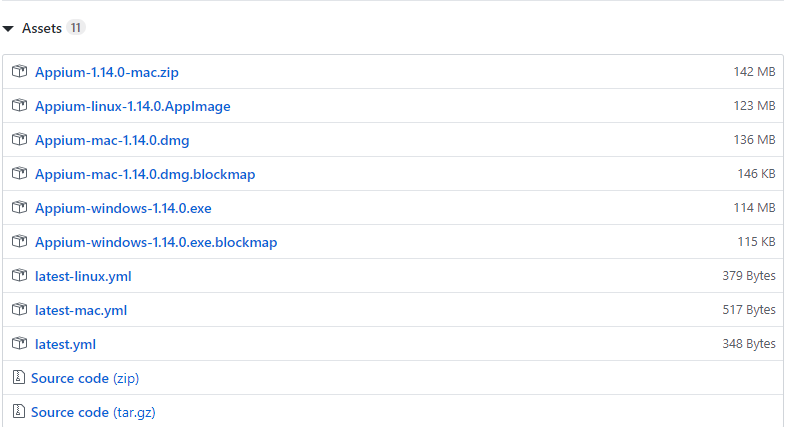 Assets 11
Appium-1.14.0-mac.zip 142 MB
Appium-linux-1.14.0.AppImage 123 MB
Appium-mac-1.14.0.dmg 136 MB
Appium-mac-1.14.0.dmg.blockmap 146 KB
Appium-windows-1.14.0.exe 114 MB
Appium-windows-1.14.0.exe.blockmap 115 KB
latest-linux.yml 379 Bytes
latest-mac.yml 517 Bytes
latest.yml 348 Bytes
Source code (zip)
Source code (tar.gz)